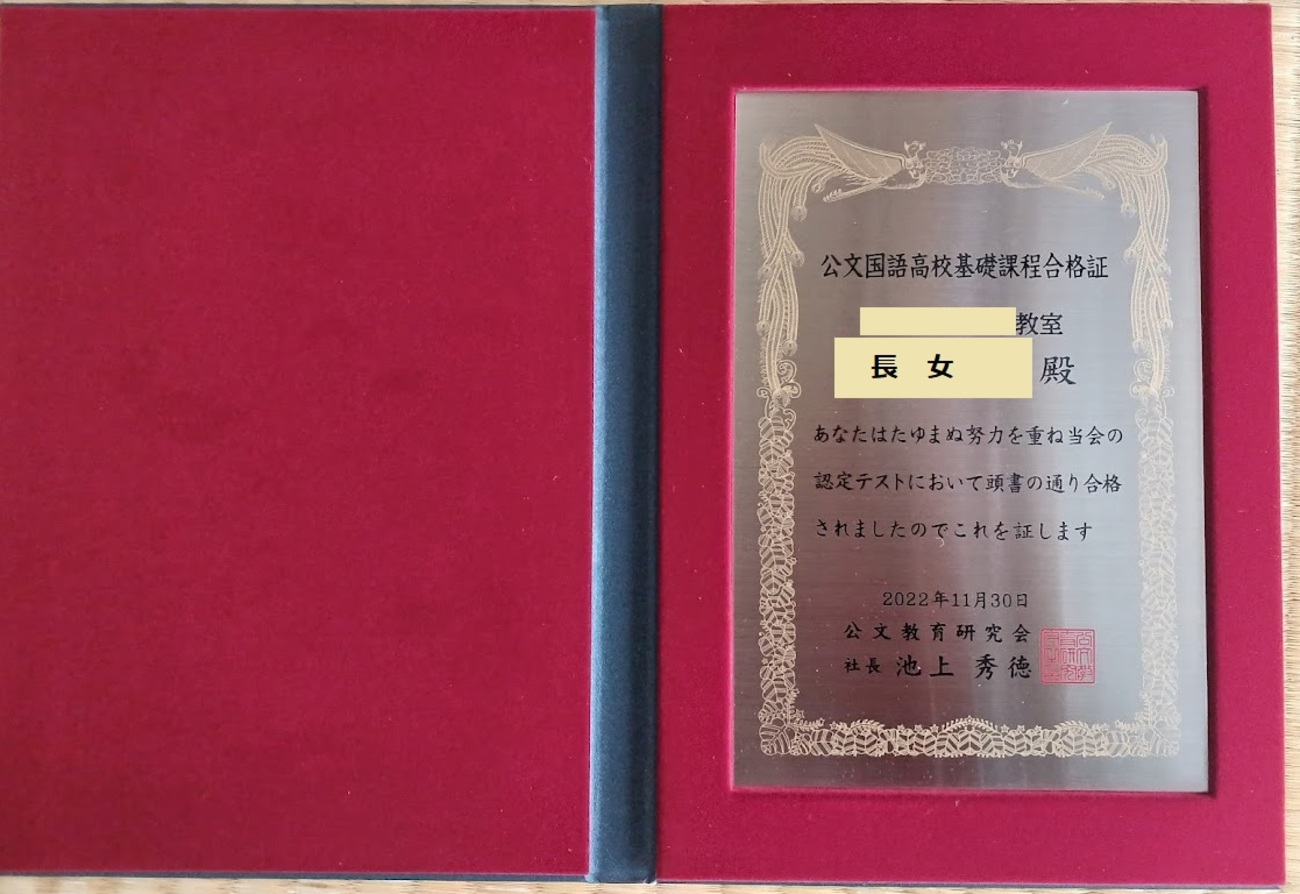 公文国語高校基礎課程合格証
教室
長 女 殿
あなたはたゆまぬ努力を重ね当会の
認定テストにおいて頭書の通り合格
されましたのでこれを証します
2022年11月30日
公文教育研究会
社長 池上 秀徳